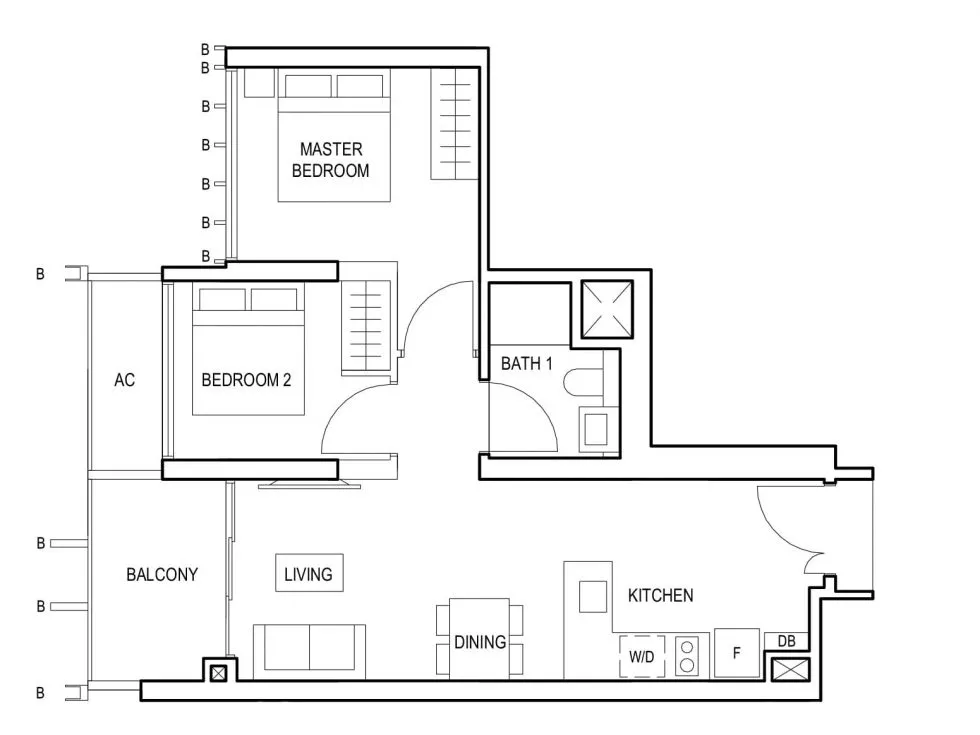 B
B
B
B
MASTER
B
BEDROOM
B
B
B
B
AC
BEDROOM 2
BATH 1
B
BALCONY
LIVING
KITCHEN
B
DINING
W/D
F
DB
B